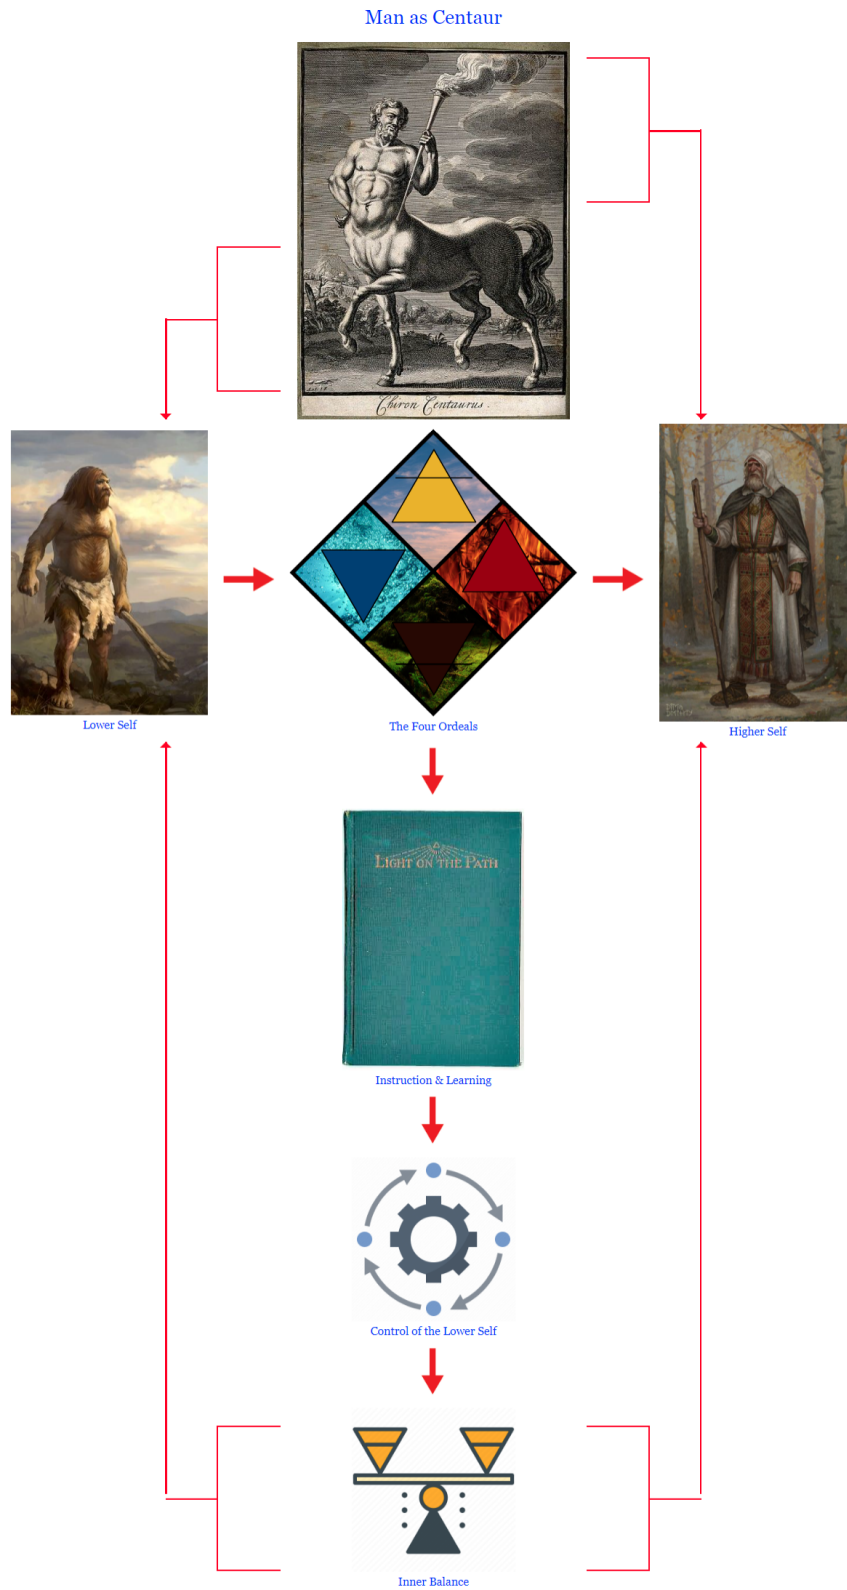 Man as Centaur
Chiron Centaurus.
Lower Self
The Four Ordeals
Higher Self
LIGHT ON THE PATH
Instruction & Learning
Control of the Lower Self
Inner Balance